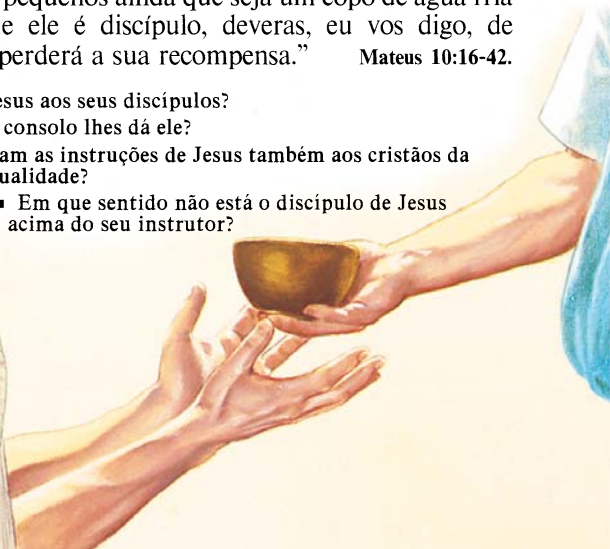 pequenos ainda que seja um copo de água fria
e ele é discípulo, deveras, eu vos digo, de
perderá a sua recompensa.” Mateus 10:16-42.
esus aos seus discípulos?
consolo lhes dá ele?
am as instruções de Jesus também aos cristãos da
ualidade?
▪ Em que sentido não está o discípulo de Jesus
acima do seu instrutor?